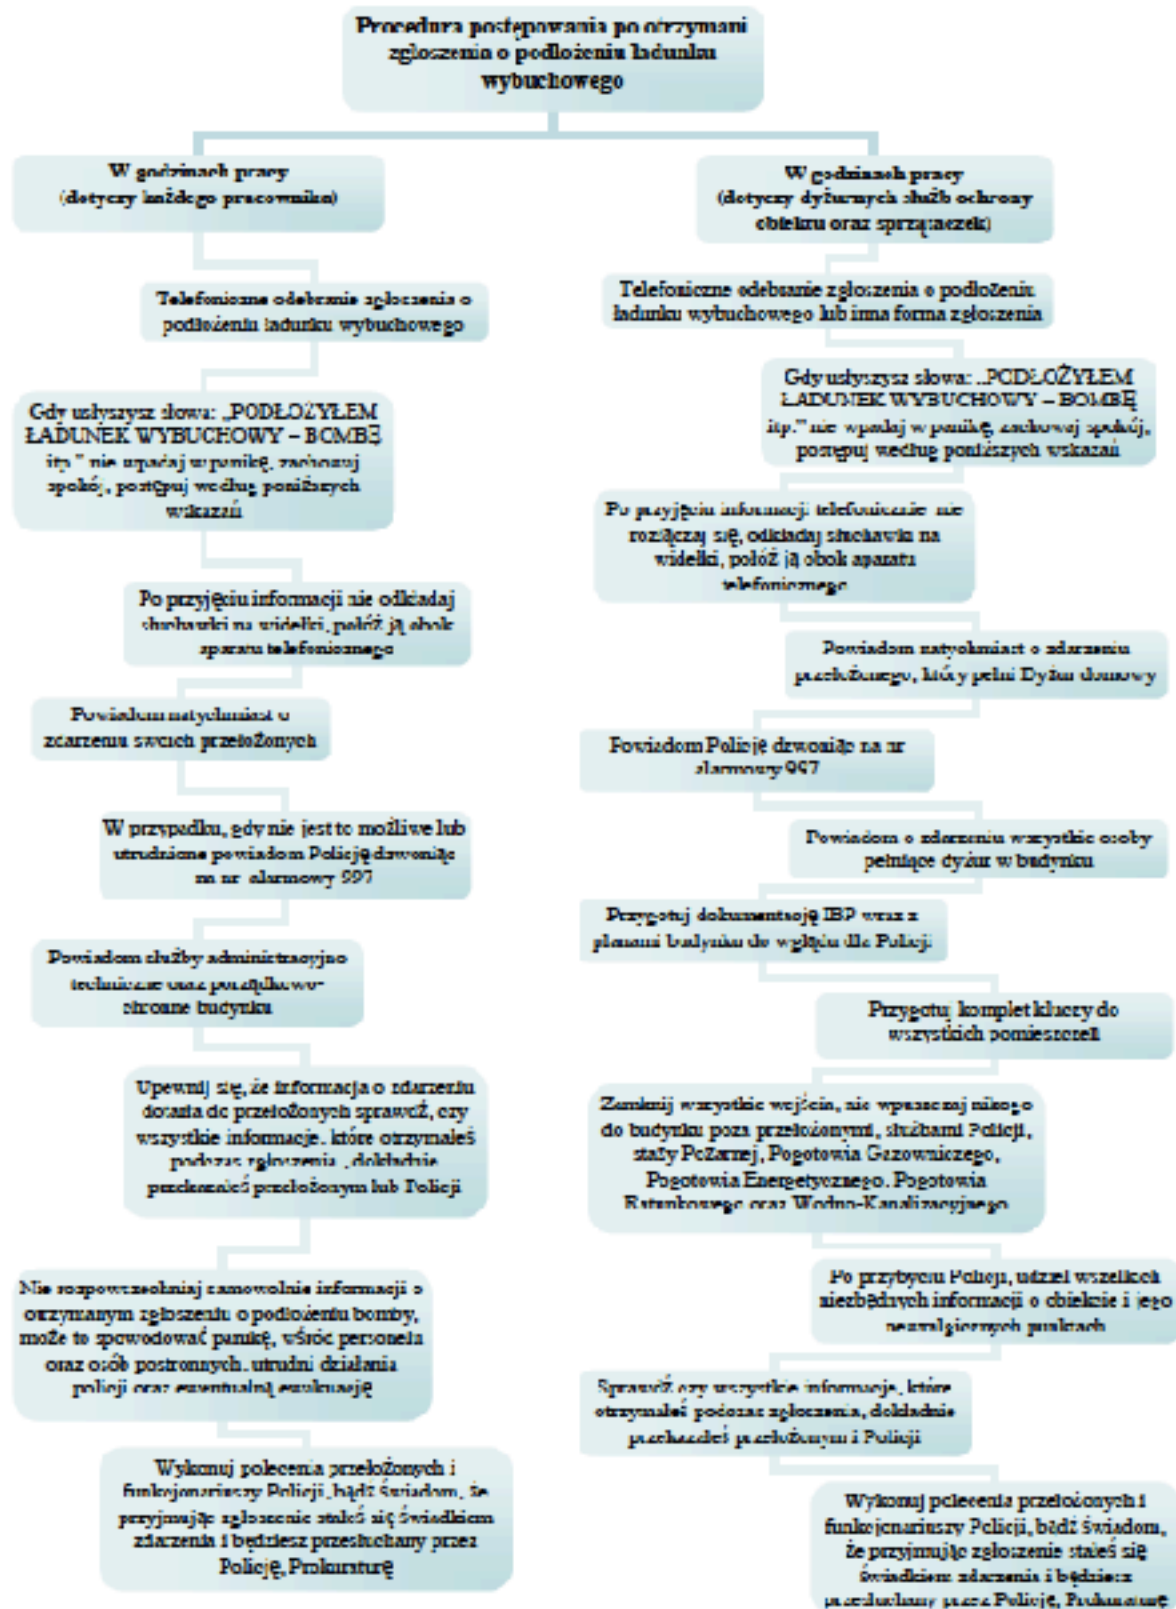 Procedura postępowania po otrzymani
zgłoszenia o podłożeniu ładunku
wybuchowego
W godzinach pracy
(dotyczy każdego pracownika)
Telefoniczne odebranie zgłoszenia o
podłożeniu ładunku wybuchowego
Gdy usłyszysz słowa: „PODŁOŻYŁEM
ŁADUNEK WYBUCHOWY – BOMBĘ
itp." nie wpadaj w panikę, zachowaj
spokój, postępuj według poniższych
wskazań
Po przyjęciu informacji nie odkładaj
słuchawki na widełki, połóż ją obok
aparatu telefonicznego
Powiadom natychmiast o
zdarzeniu swoich przełożonych
W przypadku, gdy nie jest to możliwe lub
utrudnione powiadom Policję dzwoniąc
na nr alarmowy 997
Powiadom służby administracyjno
techniczne oraz porządkowo-
chronne budynku
Upewnij się, że informacja o zdarzeniu
dotarła do przełożonych sprawdź, czy
wszystkie informacje, które otrzymałeś
podczas zgłoszenia , dokładnie
przekazałeś przełożonym lub Policji
Nie rozpowszechniaj samowolnie informacji o
otrzymanym zgłoszeniu o podłożeniu bomby,
może to spowodować panikę, wśród personelu
oraz osób postronnych, utrudni działania
policji oraz ewentualną ewakuację
Wykonuj polecenia przełożonych i
funkcjonariuszy Policji, bądź świadom, że
przyjmując zgłoszenie stałeś się świadkiem
zdarzenia i będziesz przesłuchany przez
Policję, Prokuraturę
W godzinach pracy
(dotyczy dyżurnych służb ochrony
obiektu oraz sprzątaczek)
Telefoniczne odebranie zgłoszenia o podłożeniu
ładunku wybuchowego lub inna forma zgłoszenia
Gdy usłyszysz słowa: „PODŁOŻYŁEM
ŁADUNEK WYBUCHOWY – BOMBĘ
itp." nie wpadaj w panikę, zachowaj spokój,
postępuj według poniższych wskazań
Po przyjęciu informacji telefonicznie nie
rozłączaj się, odkładaj słuchawki na
widełki, połóż ją obok aparatu
telefonicznego
Powiadom natychmiast o zdarzeniu
przełożonego, który pełni Dyżur domowy
Powiadom Policję dzwoniąc na nr
alarmowy 997
Powiadom o zdarzeniu wszystkie osoby
pełniące dyżur w budynku
Przygotuj dokumentację IBP wraz z
planami budynku do wglądu dla Policji
Przygotuj komplet kluczy do
wszystkich pomieszczeń
Zamknij wszystkie wejścia, nie wpuszczaj nikogo
do budynku poza przełożonymi, służbami Policji,
staży Pożarnej, Pogotowia Gazowniczego,
Pogotowia Energetycznego, Pogotowia
Ratunkowego oraz Wodno-Kanalizacyjnego
Po przybyciu Policji, udziel wszelkich
niezbędnych informacji o obiekcie i jego
neuralgicznych punktach
Sprawdź czy wszystkie informacje, które
otrzymałeś podczas zgłoszenia, dokładnie
przekazałeś przełożonym i Policji
Wykonuj polecenia przełożonych i
funkcjonariuszy Policji, bądź świadom,
że przyjmując zgłoszenie stałeś się
świadkiem zdarzenia i będziesz
przesłuchany przez Policję, Prokuraturę